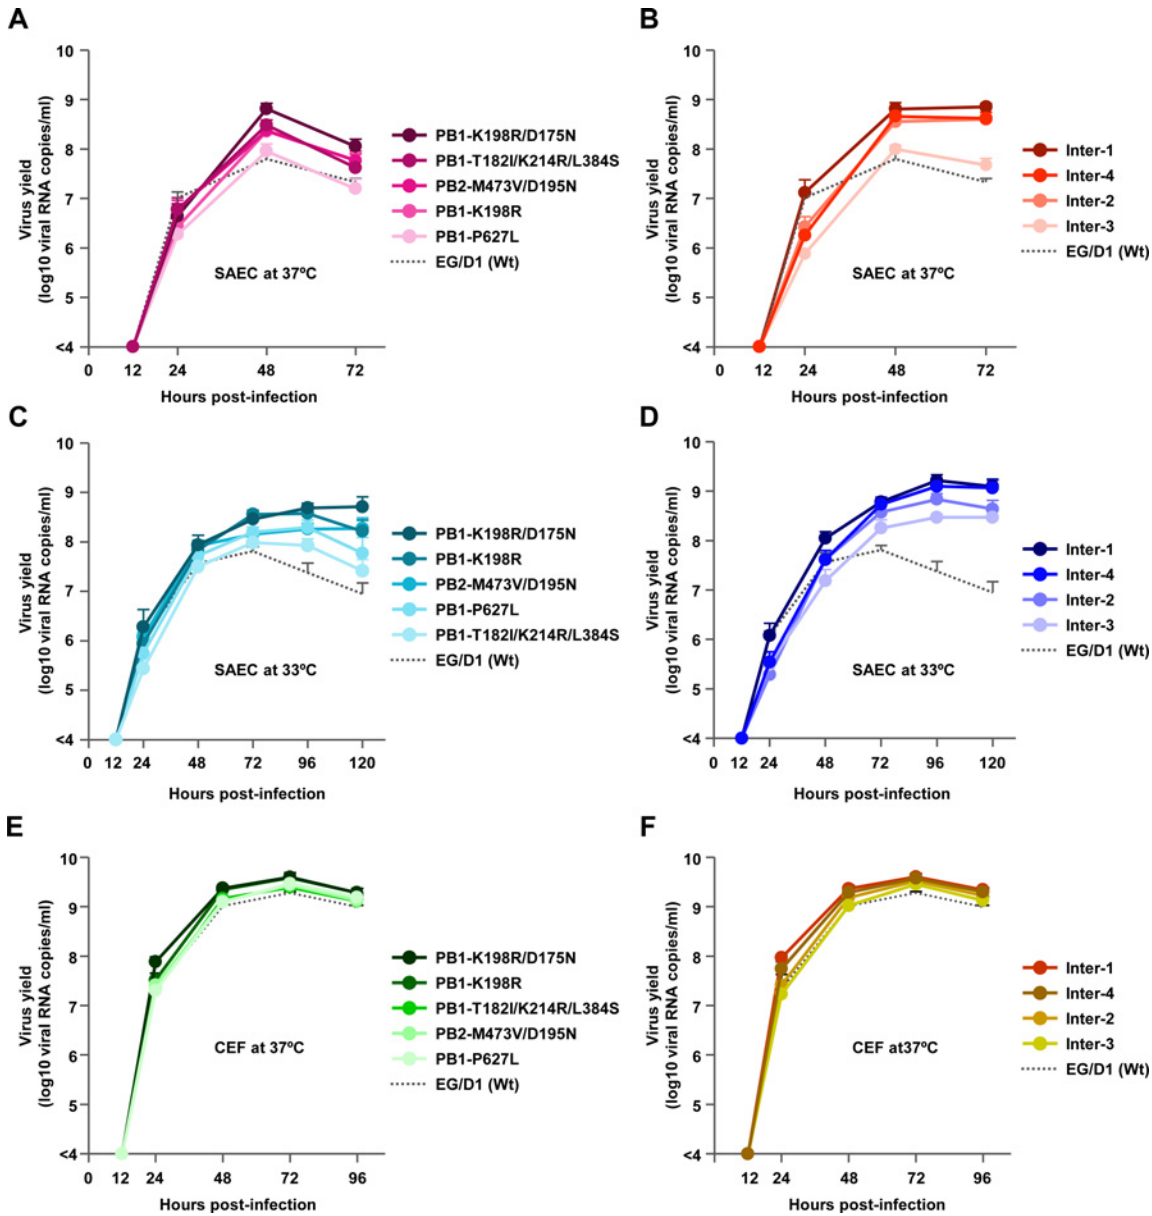 A
Virus yield
(log10 viral RNA copies/ml)
10
9
8
7
6
5
<4
0 12 24 48 72
Hours post-infection
SAEC at 37ºC
PB1-K198R/D175N
PB1-T182I/K214R/L384S
PB2-M473V/D195N
PB1-K198R
PB1-P627L
EG/D1 (Wt)
B
Virus yield
(log10 viral RNA copies/ml)
10
9
8
7
6
5
<4
0 12 24 48 72
Hours post-infection
SAEC at 37ºC
Inter-1
Inter-4
Inter-2
Inter-3
EG/D1 (Wt)
C
Virus yield
(log10 viral RNA copies/ml)
10
9
8
7
6
5
<4
0 12 24 48 72 96 120
Hours post-infection
SAEC at 33ºC
PB1-K198R/D175N
PB1-K198R
PB2-M473V/D195N
PB1-P627L
PB1-T182I/K214R/L384S
EG/D1 (Wt)
D
Virus yield
(log10 viral RNA copies/ml)
10
9
8
7
6
5
<4
0 12 24 48 72 96 120
Hours post-infection
SAEC at 33ºC
Inter-1
Inter-4
Inter-2
Inter-3
EG/D1 (Wt)
E
Virus yield
(log10 viral RNA copies/ml)
10
9
8
7
6
5
<4
0 12 24 48 72 96
Hours post-infection
CEF at 37ºC
PB1-K198R/D175N
PB1-K198R
PB1-T182I/K214R/L384S
PB2-M473V/D195N
PB1-P627L
EG/D1 (Wt)
F
Virus yield
(log10 viral RNA copies/ml)
10
9
8
7
6
5
<4
0 12 24 48 72 96
Hours post-infection
CEF at37ºC
Inter-1
Inter-4
Inter-2
Inter-3
EG/D1 (Wt)